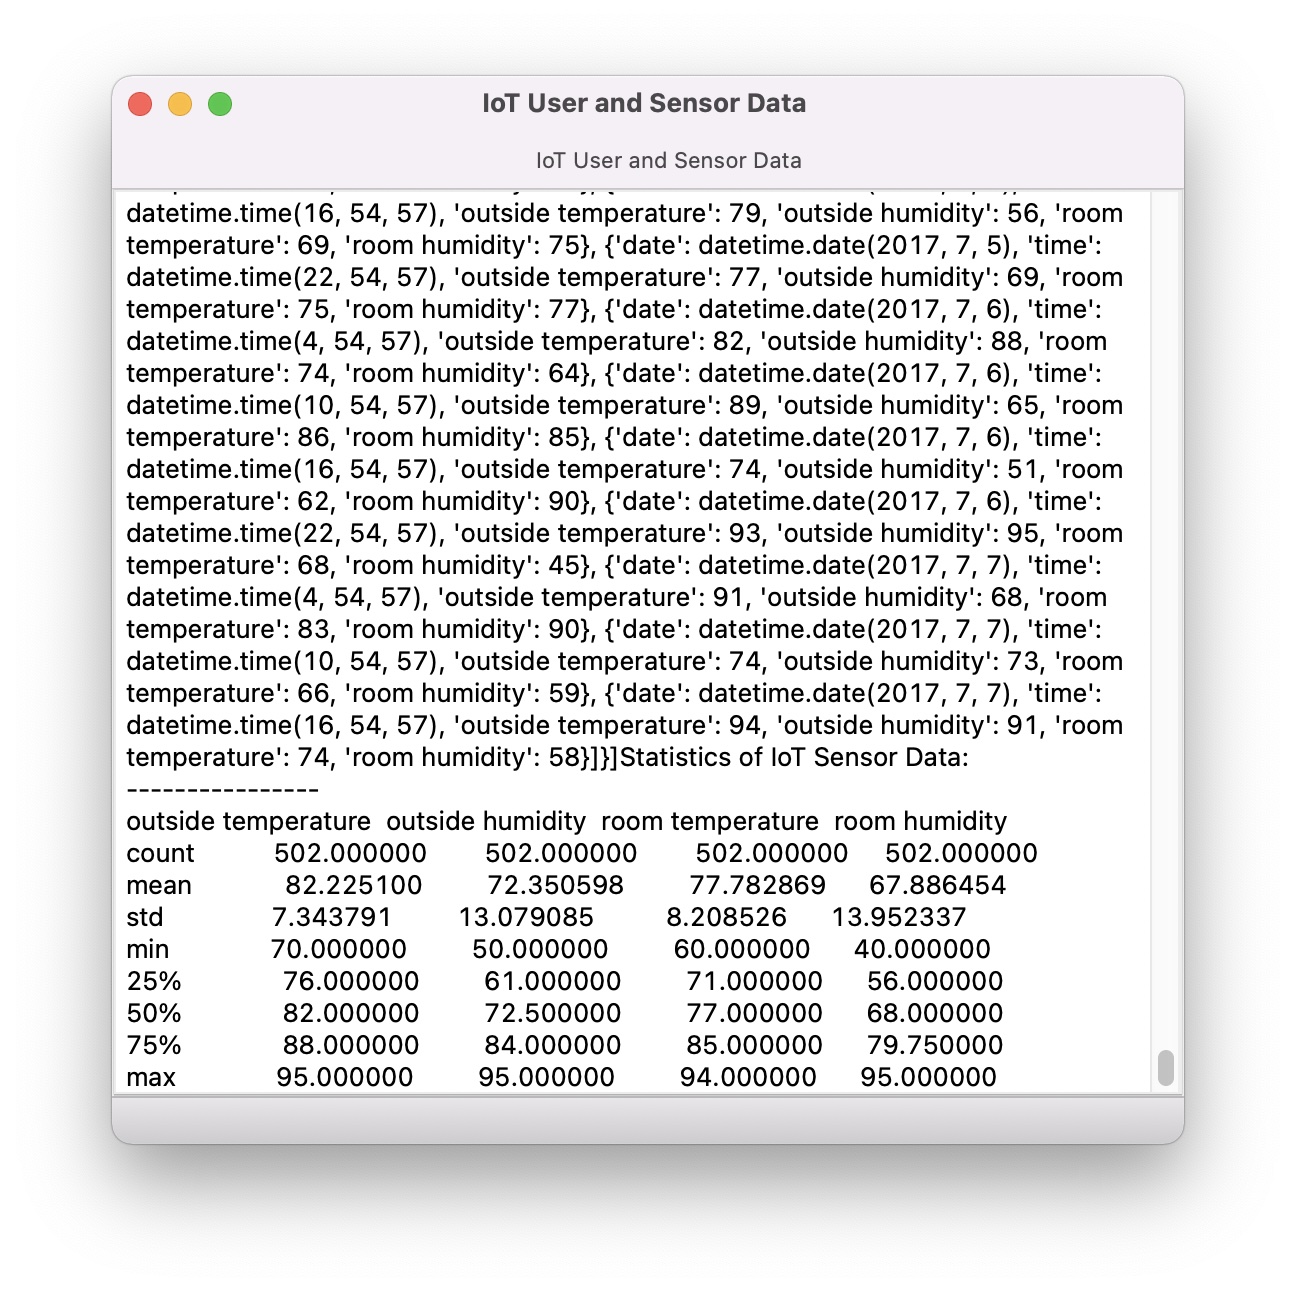 IoT User and Sensor Data
IoT User and Sensor Data
datetime.time(16, 54, 57), 'outside temperature': 79, 'outside humidity': 56, 'room
temperature': 69, 'room humidity': 75}, {'date': datetime.date(2017, 7, 5), 'time':
datetime.time(22, 54, 57), 'outside temperature': 77, 'outside humidity': 69, 'room
temperature': 75, 'room humidity': 77}, {'date': datetime.date(2017, 7, 6), 'time':
datetime.time(4, 54, 57), 'outside temperature': 82, 'outside humidity': 88, 'room
temperature': 74, 'room humidity': 64}, {'date': datetime.date(2017, 7, 6), 'time':
datetime.time(10, 54, 57), 'outside temperature': 89, 'outside humidity': 65, 'room
temperature': 86, 'room humidity': 85}, {'date': datetime.date(2017, 7, 6), 'time':
datetime.time(16, 54, 57), 'outside temperature': 74, 'outside humidity': 51, 'room
temperature': 62, 'room humidity': 90}, {'date': datetime.date(2017, 7, 6), 'time':
datetime.time(22, 54, 57), 'outside temperature': 93, 'outside humidity': 95, 'room
temperature': 68, 'room humidity': 45}, {'date': datetime.date(2017, 7, 7), 'time':
datetime.time(4, 54, 57), 'outside temperature': 91, 'outside humidity': 68, 'room
temperature': 83, 'room humidity': 90}, {'date': datetime.date(2017, 7, 7), 'time':
datetime.time(10, 54, 57), 'outside temperature': 74, 'outside humidity': 73, 'room
temperature': 66, 'room humidity': 59}, {'date': datetime.date(2017, 7, 7), 'time':
datetime.time(16, 54, 57), 'outside temperature': 94, 'outside humidity': 91, 'room
temperature': 74, 'room humidity': 58}]}]Statistics of IoT Sensor Data:
----------------
outside temperature  outside humidity  room temperature  room humidity
count 502.000000 502.000000 502.000000 502.000000
mean 82.225100 72.350598 77.782869 67.886454
std 7.343791 13.079085 8.208526 13.952337
min 70.000000 50.000000 60.000000 40.000000
25% 76.000000 61.000000 71.000000 56.000000
50% 82.000000 72.500000 77.000000 68.000000
75% 88.000000 84.000000 85.000000 79.750000
max 95.000000 95.000000 94.000000 95.000000